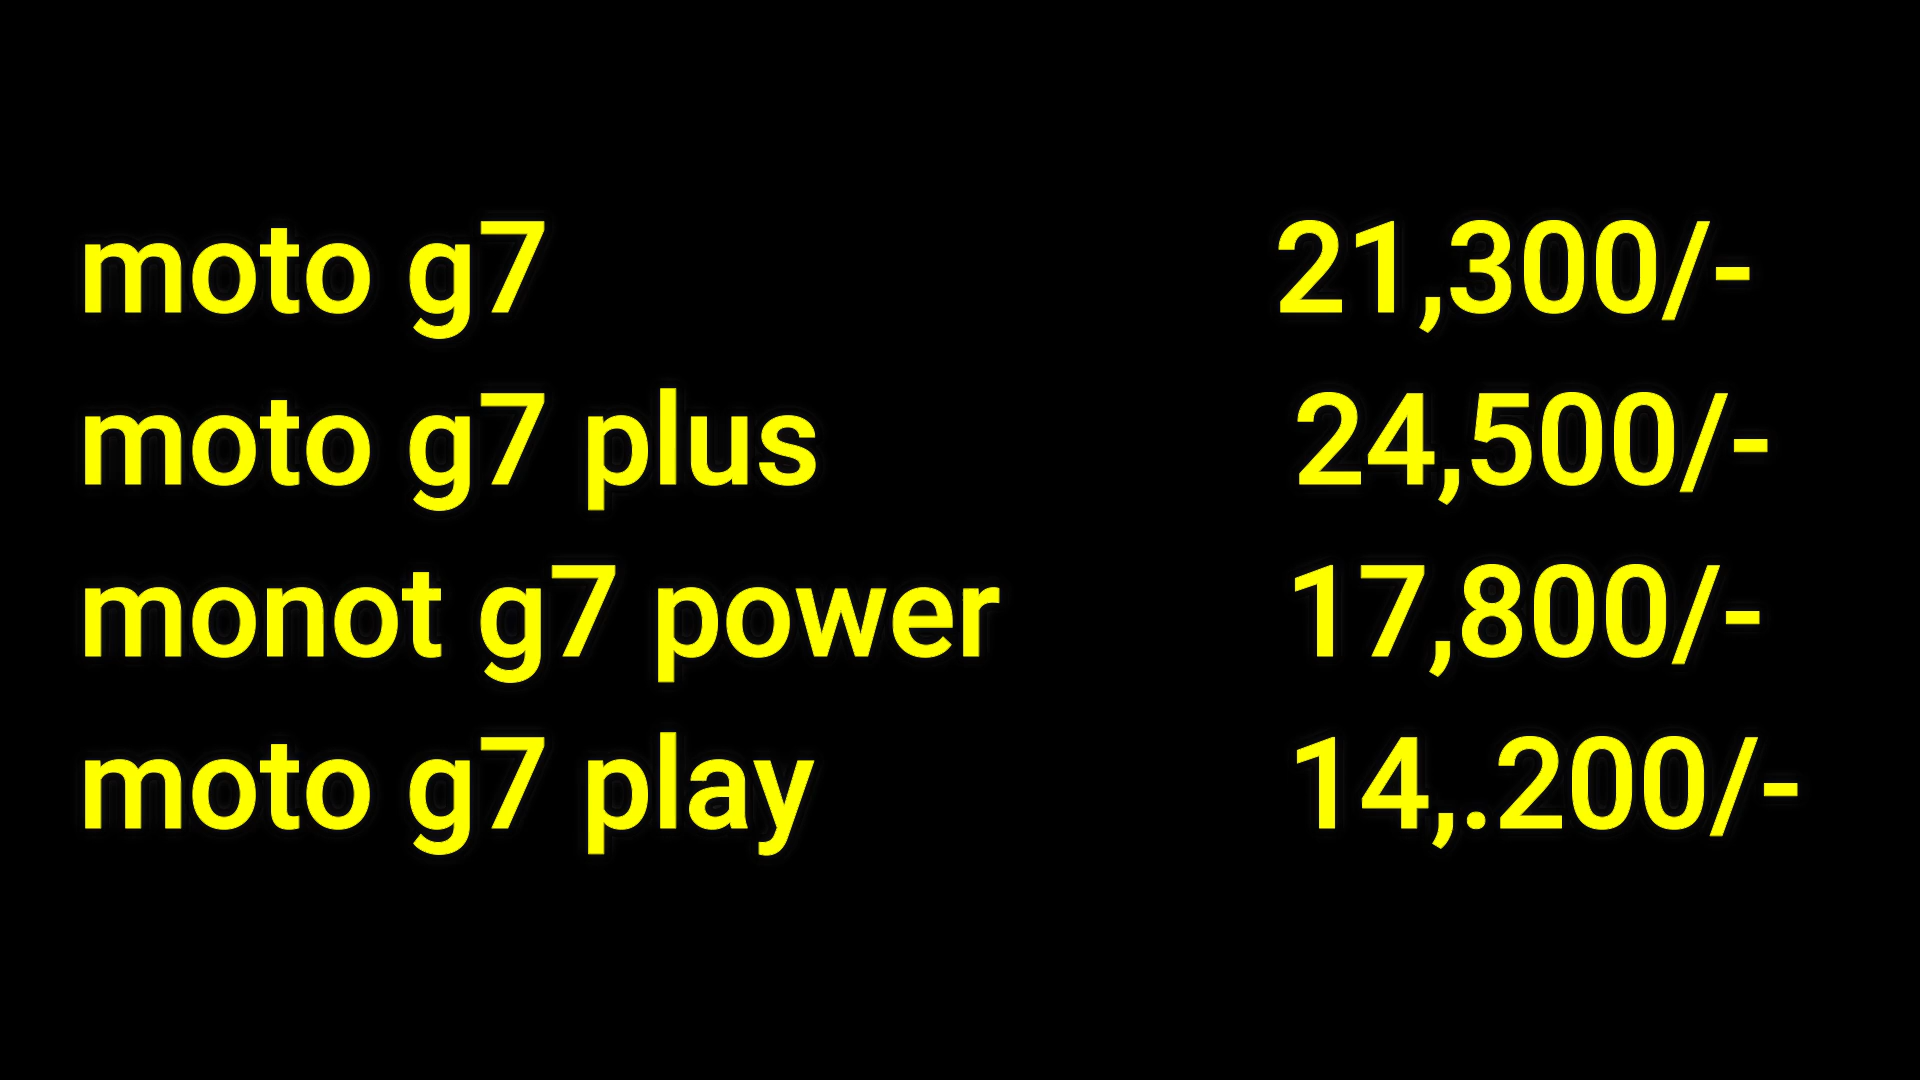 moto g7 21,300/-
moto g7 plus 24,500/-
monot g7 power 17,800/-
moto g7 play 14,.200/-